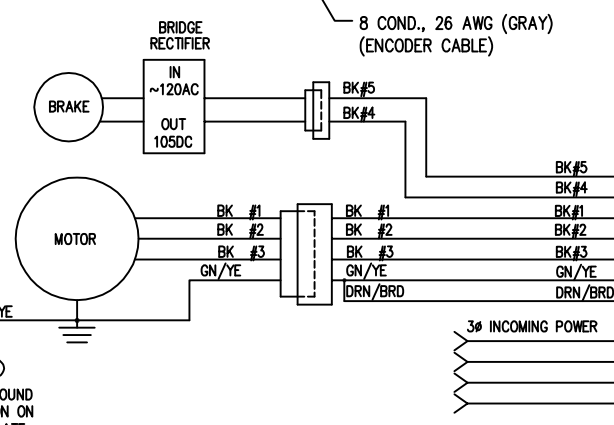 8 COND., 26 AWG (GRAY)
(ENCODER CABLE)
BRIDGE
RECTIFIER
IN
~120AC
OUT
105DC
BRAKE
BK#5
BK#4
BK#5
BK#4
MOTOR
BK #1
BK #2
BK #3
GN/YE
BK #1
BK #2
BK #3
GN/YE
DRN/BRD
BK#1
BK#2
BK#3
GN/YE
DRN/BRD
YE
3ø INCOMING POWER
OUND
ON ON